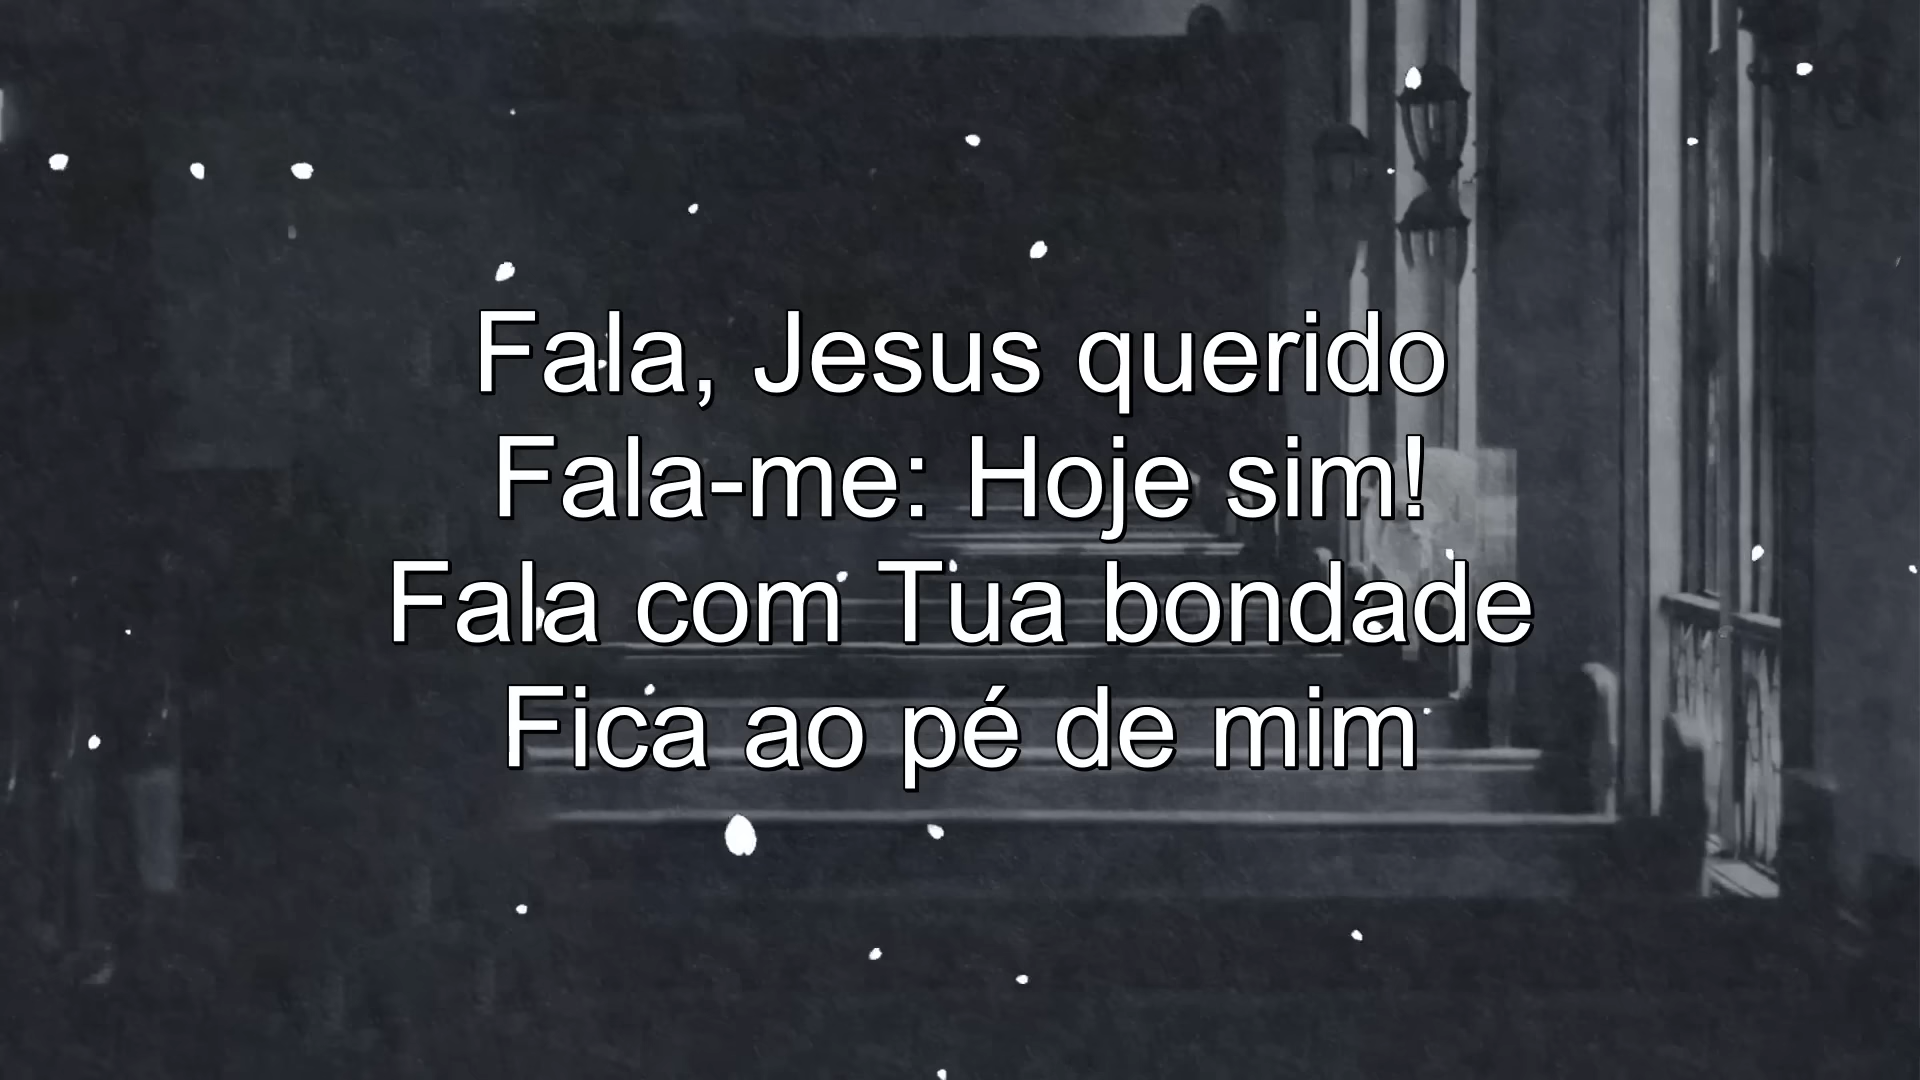 Fala, Jesus querido
Fala-me: Hoje sim!
Fala com Tua bondade
Fica ao pé de mim